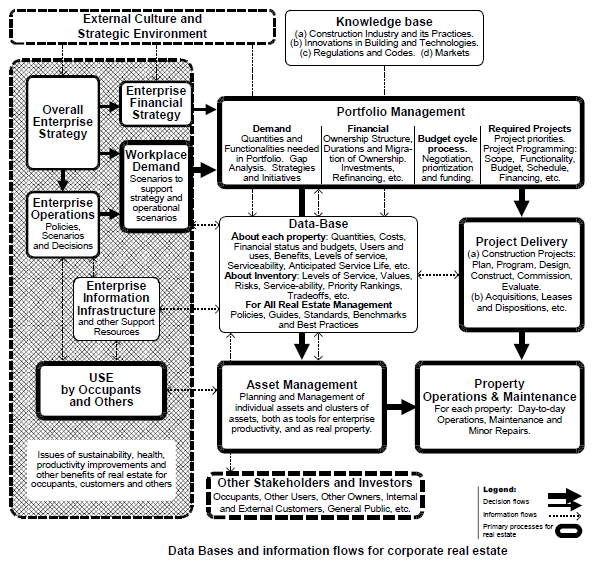 External Culture and
Strategic Environment
Knowledge base
(a) Construction Industry and its Practices.
(b) Innovations in Building and Technologies.
(c) Regulations and Codes. (d) Markets
Overall
Enterprise
Strategy
Enterprise
Financial
Strategy
Workplace
Demand
Scenarios to
support
strategy and
operational
scenarios
Enterprise
Operations
Policies,
Scenarios
and Decisions
Enterprise
Information
Infrastructure
and other Support
Resources
USE
by Occupants
and Others
Issues of sustainability, health,
productivity improvements and
other benefits of real estate for
occupants, customers and others
Portfolio Management
Demand
Quantities and
Functionalities needed
in Portfolio. Gap
Analysis. Strategies
and Initiatives
Financial
Ownership Structure,
Durations and Migra-
tion of Ownership.
Investments,
Refinancing, etc.
Budget cycle
process.
Negotiation,
prioritization
and funding.
Required Projects
Project priorities.
Project Programming:
Scope, Functionality,
Budget, Schedule,
Financing, etc.
Data-Base
About each property: Quantities, Costs,
Financial status and budgets, Users and
uses, Benefits, Levels of service,
Serviceability, Anticipated Service Life, etc.
About Inventory: Levels of Service, Values,
Risks, Service-ability, Priority Rankings,
Tradeoffs, etc.
For All Real Estate Management
Policies, Guides, Standards, Benchmarks
and Best Practices
Project Delivery
(a) Construction Projects:
Plan, Program, Design,
Construct, Commission,
Evaluate.
(b) Acquisitions, Leases
and Dispositions, etc.
Asset Management
Planning and Management of
individual assets and clusters of
assets, both as tools for enterprise
productivity, and as real property.
Property
Operations & Maintenance
For each property: Day-to-day
Operations, Maintenance and
Minor Repairs.
Other Stakeholders and Investors
Occupants, Other Users, Other Owners, Internal
and External Customers, General Public, etc.
Legend:
Decision flows
Information flows
Primary processes for
real estate
Data Bases and information flows for corporate real estate